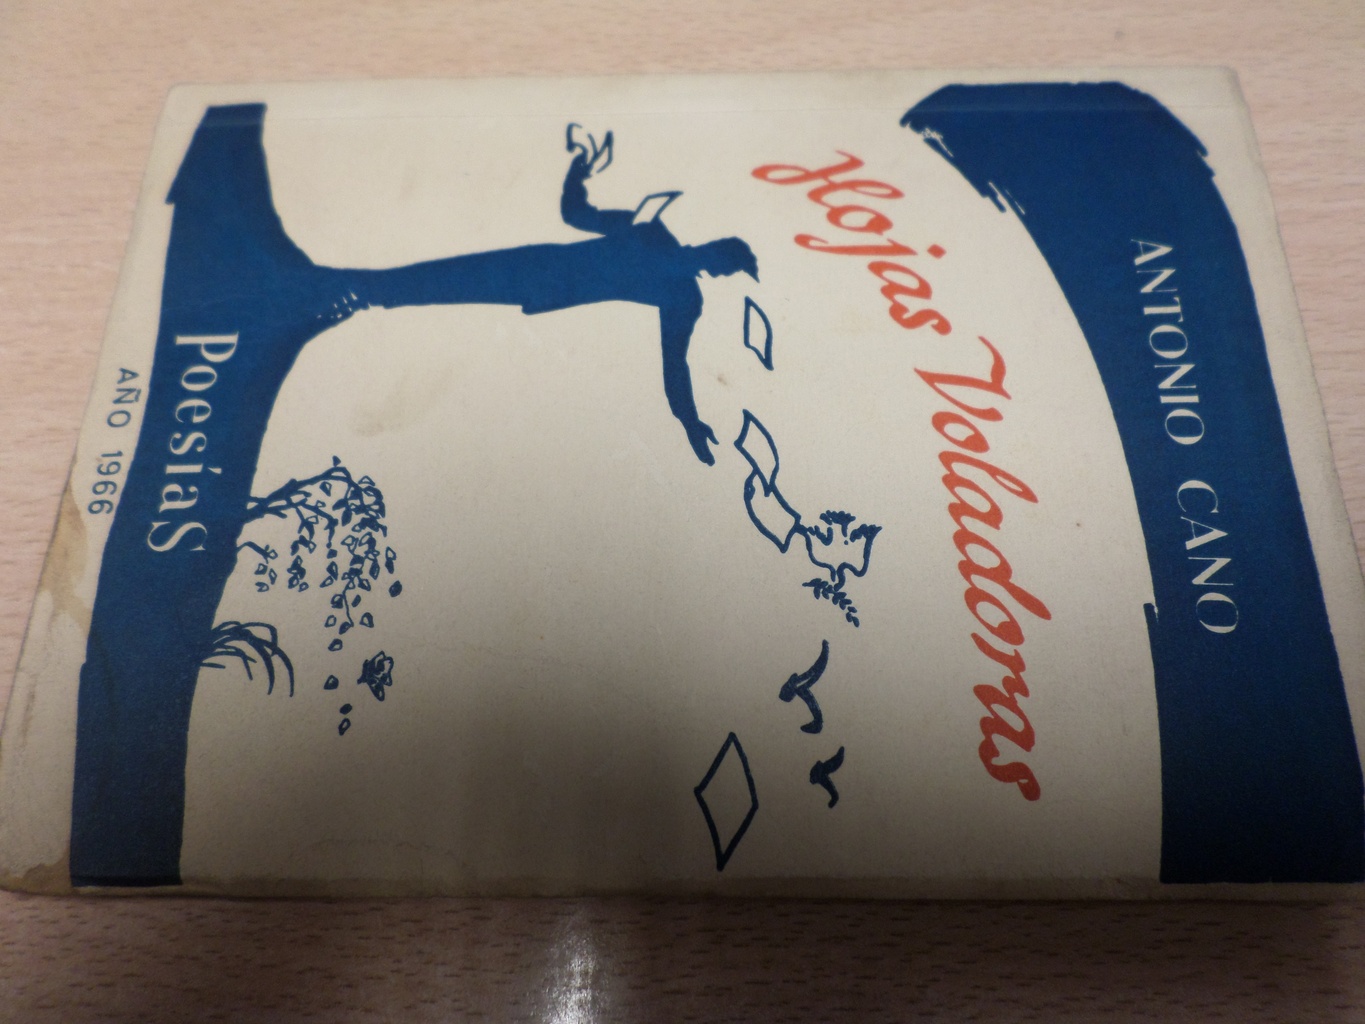 ANTONIO CANO
Hojas Voladoras
PoesíaS
AÑO 1966